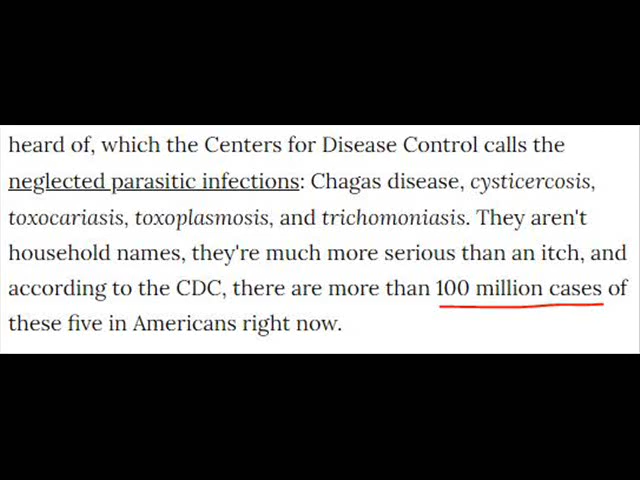 heard of, which the Centers for Disease Control calls the
neglected parasitic infections: Chagas disease, cysticercosis,
toxocariasis, toxoplasmosis, and trichomoniasis. They aren't
household names, they're much more serious than an itch, and
according to the CDC, there are more than 100 million cases of
these five in Americans right now.